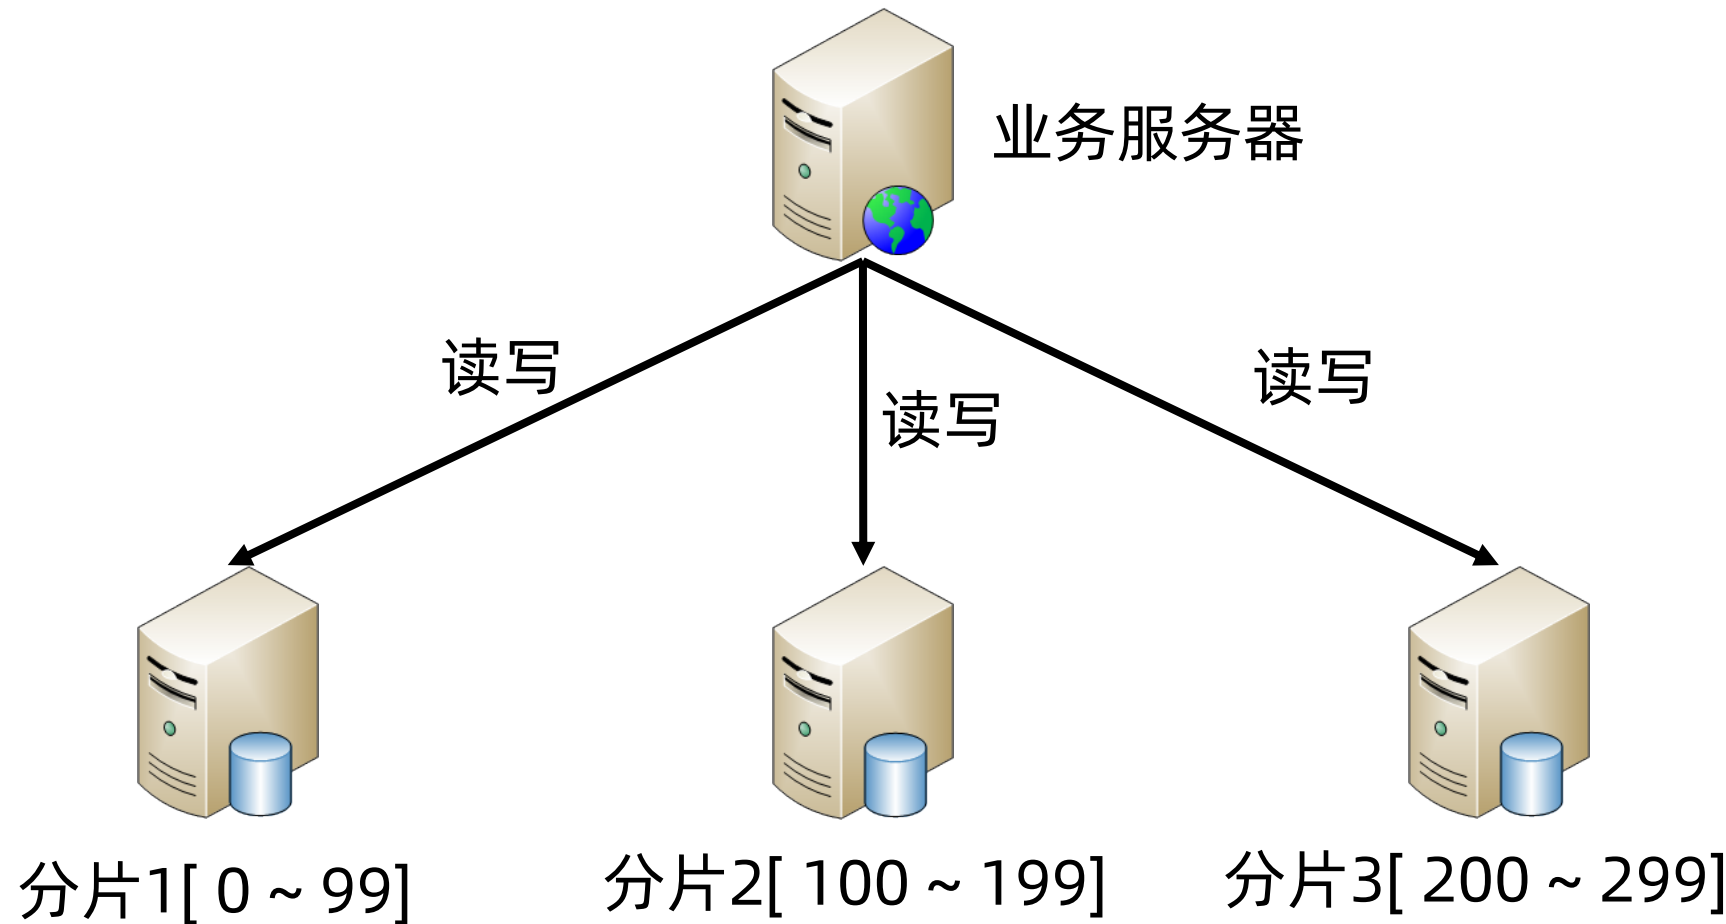 业务服务器
读写
读写
读写
分片1[ 0 ~ 99]
分片2[ 100 ~ 199]
分片3[ 200 ~ 299]